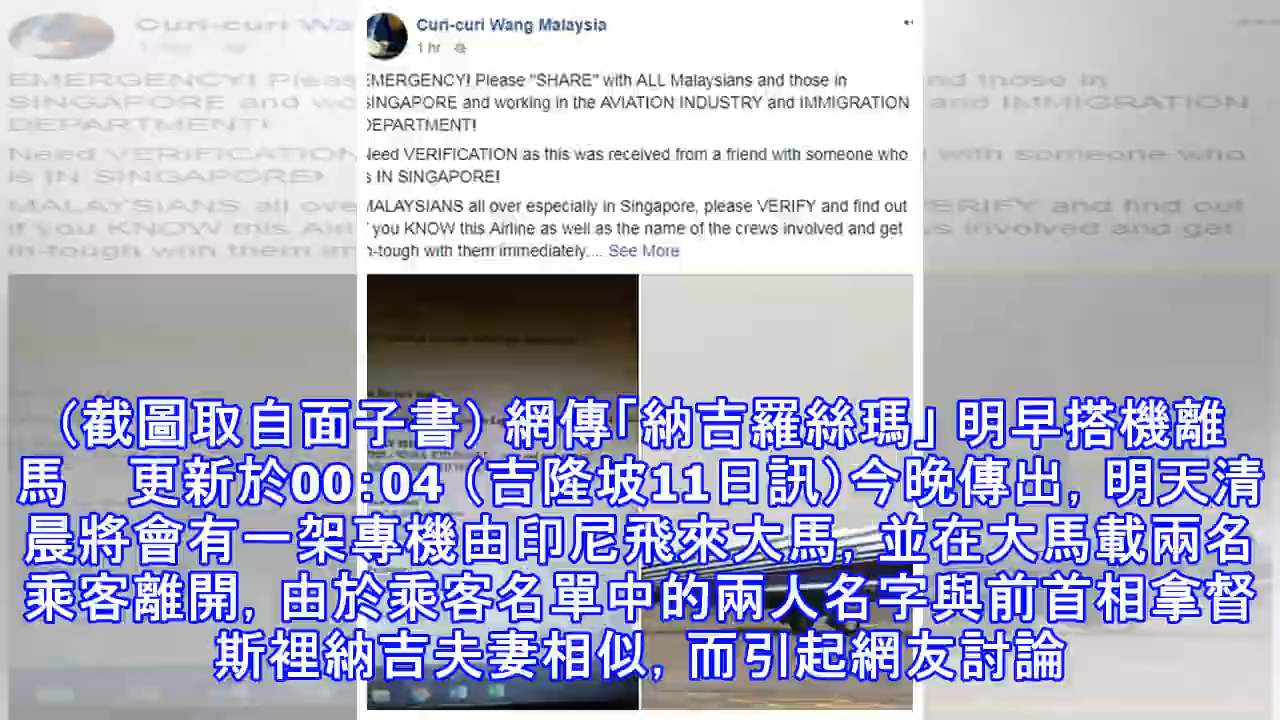 Curi-curi Wang Malaysia
1 hr
EMERGENCY! Please "SHARE" with ALL Malaysians and those in
SINGAPORE and working in the AVIATION INDUSTRY and IMMIGRATION
DEPARTMENT!
Need VERIFICATION as this was received from a friend with someone who
s IN SINGAPORE!
MALAYSIANS all over especially in Singapore, please VERIFY and find out
you KNOW this Airline as well as the name of the crews involved and get
n-tough with them immediately.... See More
(截圖取自面子書) 網傳「納吉羅絲瑪」明早搭機離
馬 更新於00:04 (吉隆坡11日訊) 今晚傳出, 明天清
晨將會有一架專機由印尼飛來大馬, 並在大馬載兩名
乘客離開, 由於乘客名單中的兩人名字與前首相拿督
斯裡納吉夫妻相似, 而引起網友討論